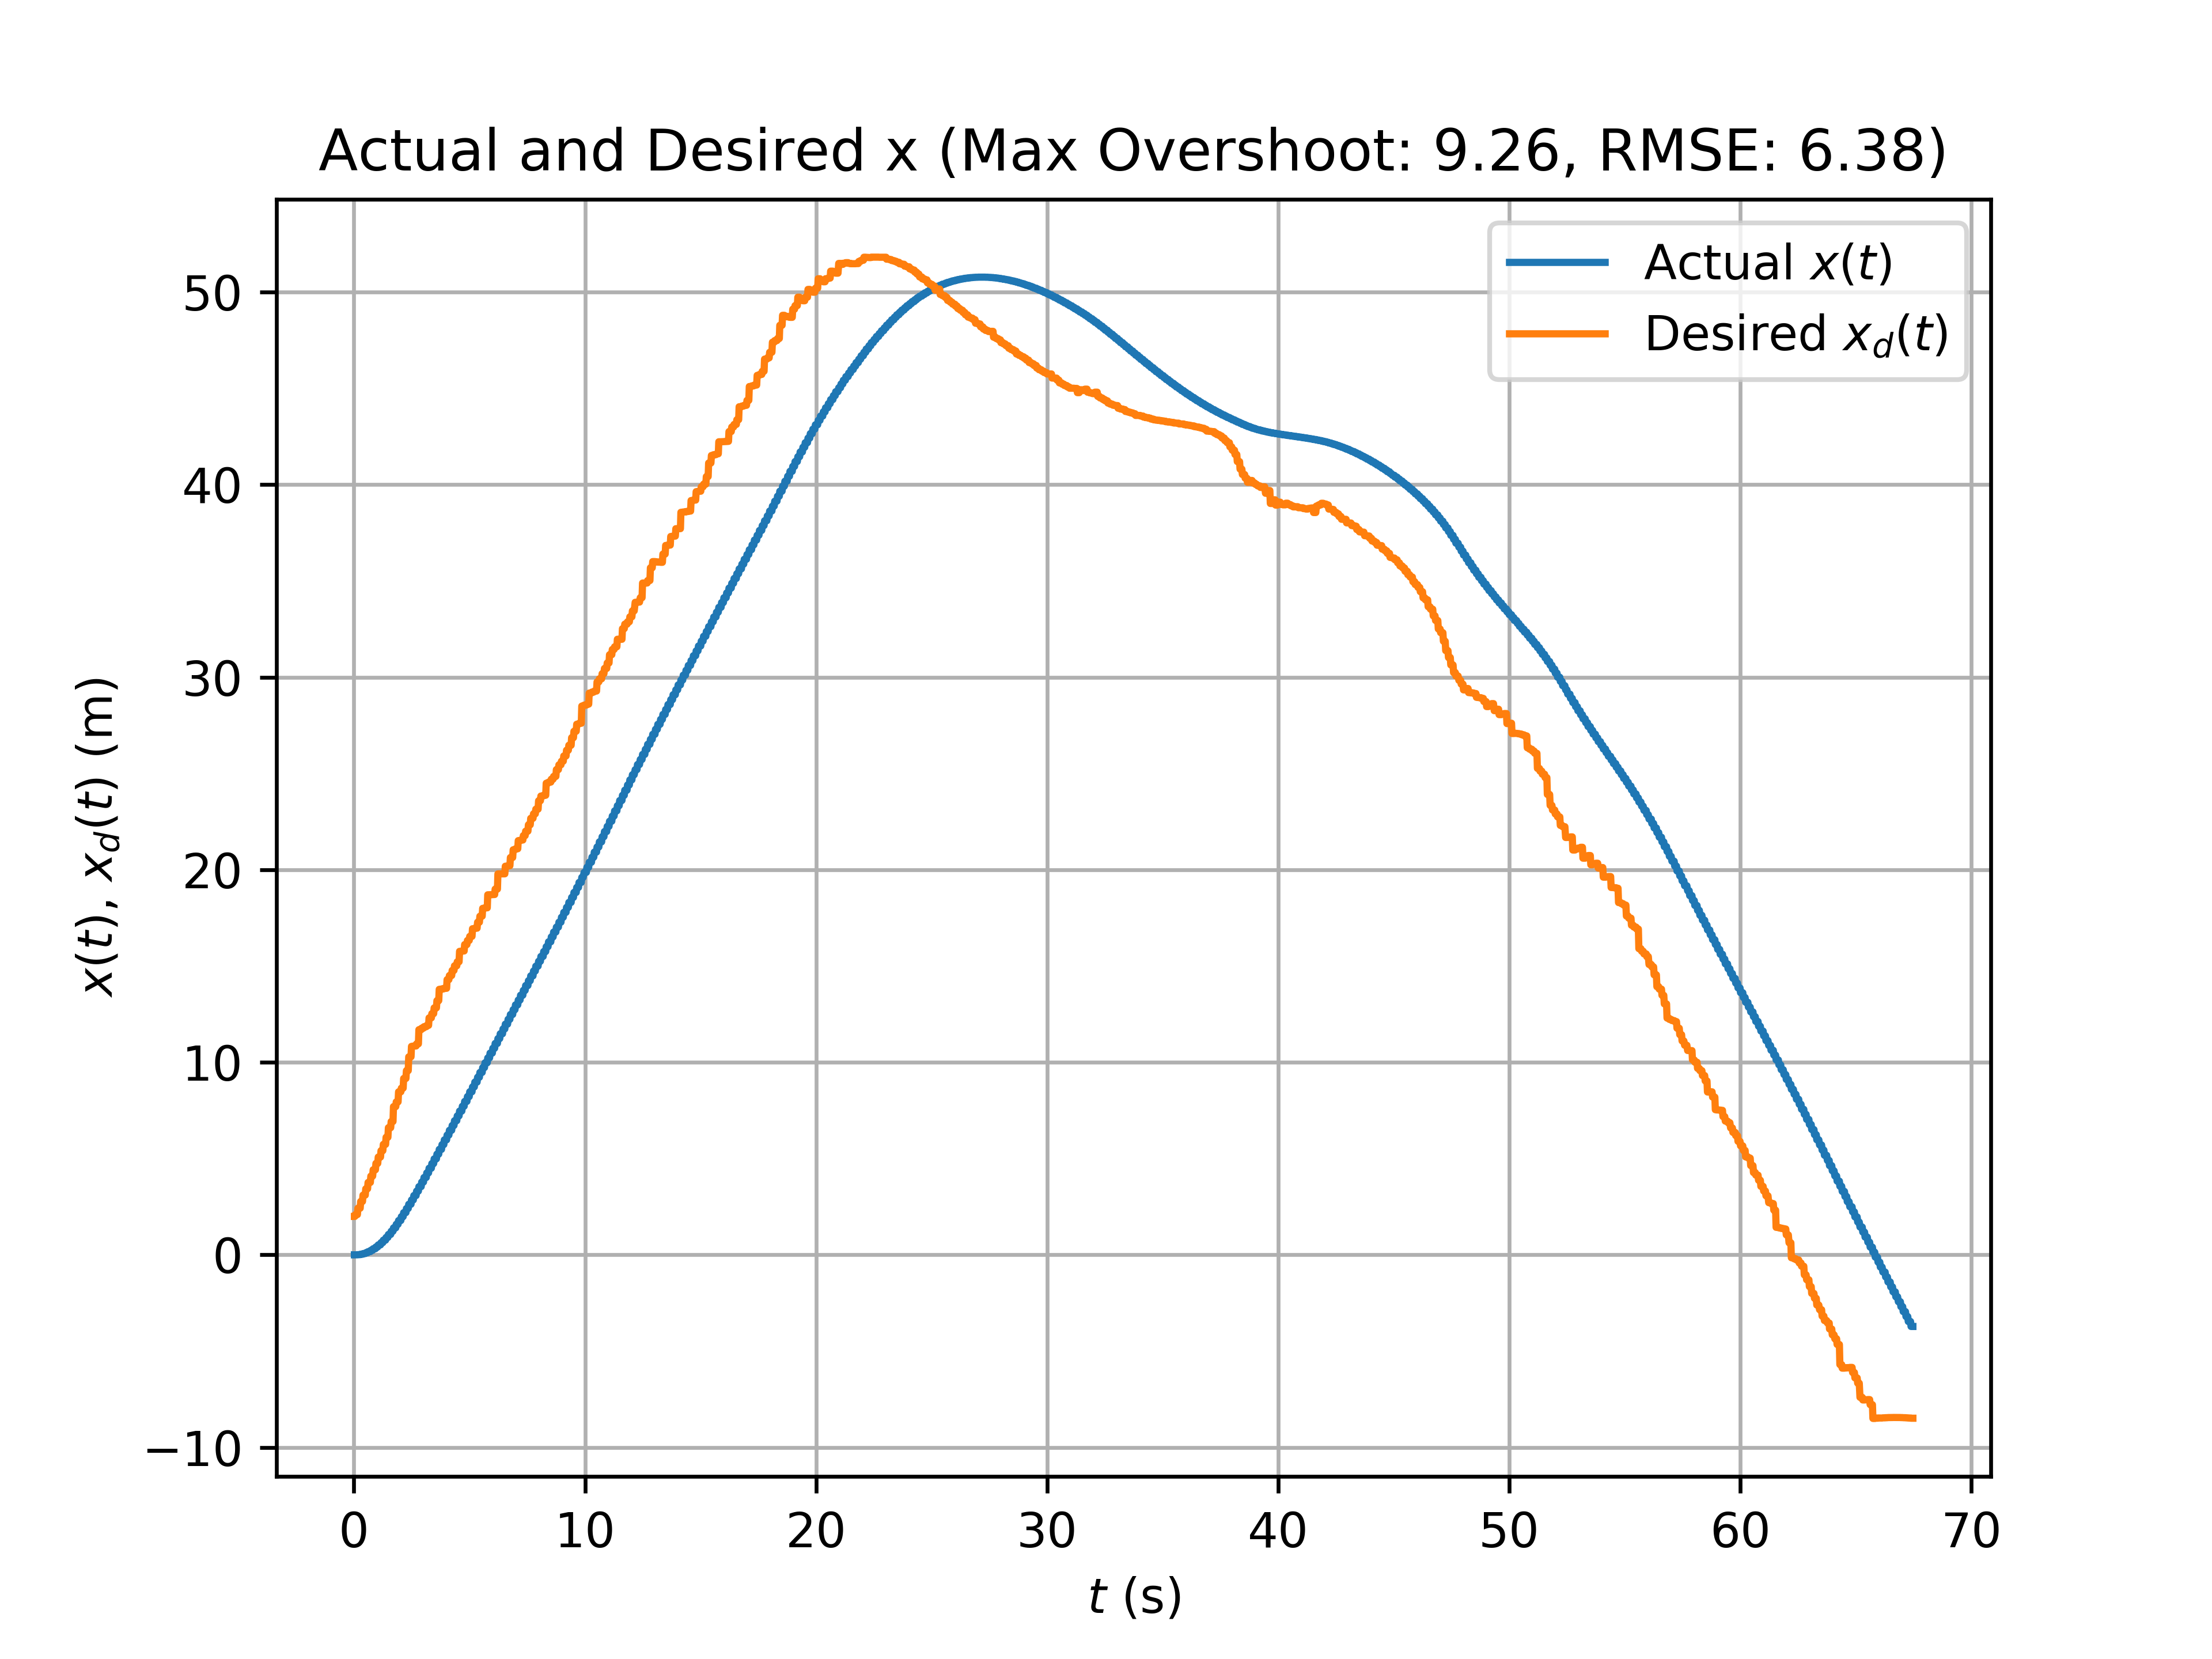 Actual and Desired x (Max Overshoot: 9.26, RMSE: 6.38)
Actual x(t)
Desired x_d(t)
x(t), x_d(t) (m)
50
40
30
20
10
0
−10
0 10 20 30 40 50 60 70
t (s)